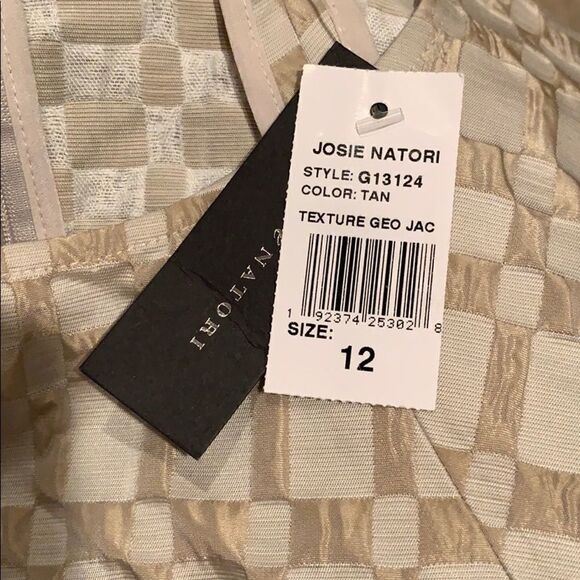 JOSIE NATORI
STYLE: G13124
COLOR: TAN
TEXTURE GEO JAC
1 92374 25302 8
SIZE:
12
NATORI